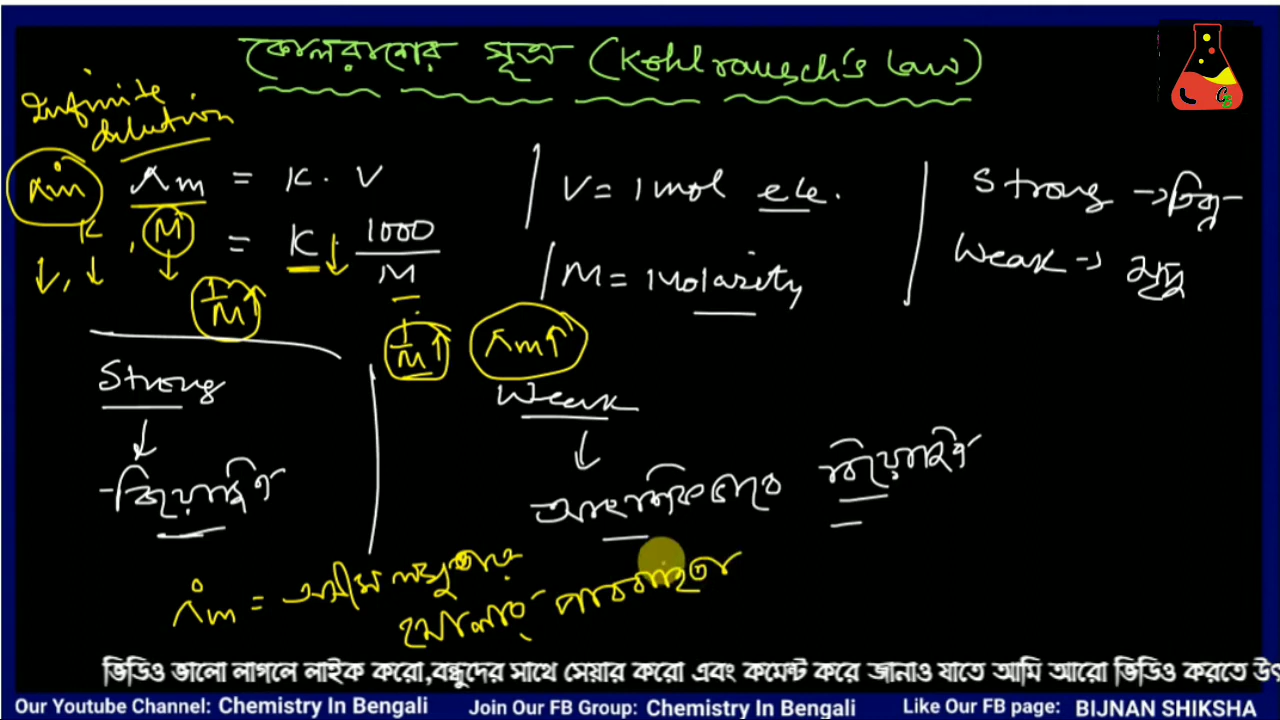 কোলরাশের সূত্র (Kohlrausch's Law)
Infinite dilution
Λ°m Λm = K · V
V = 1 mol ele.
Strong → তীব্র
K, M = K ↓ 1000/M
M = Molarity
Weak → মৃদু
↓, ↓ ↓
1/M ↑
1/M ↑ Λm ↑
Strong
Weak
↓
↓
বিয়োজিত
আংশিকভাবে বিয়োজিত
Λ°m = অসীম লঘুতায়
মোলার পরিবাহিতা
ভিডিও ভালো লাগলে লাইক করো,বন্ধুদের সাথে সেয়ার করো এবং কমেন্ট করে জানাও যাতে আমি আরো ভিডিও করতে উৎ
Our Youtube Channel: Chemistry In Bengali Join Our FB Group: Chemistry In Bengali Like Our FB page: BIJNAN SHIKSHA